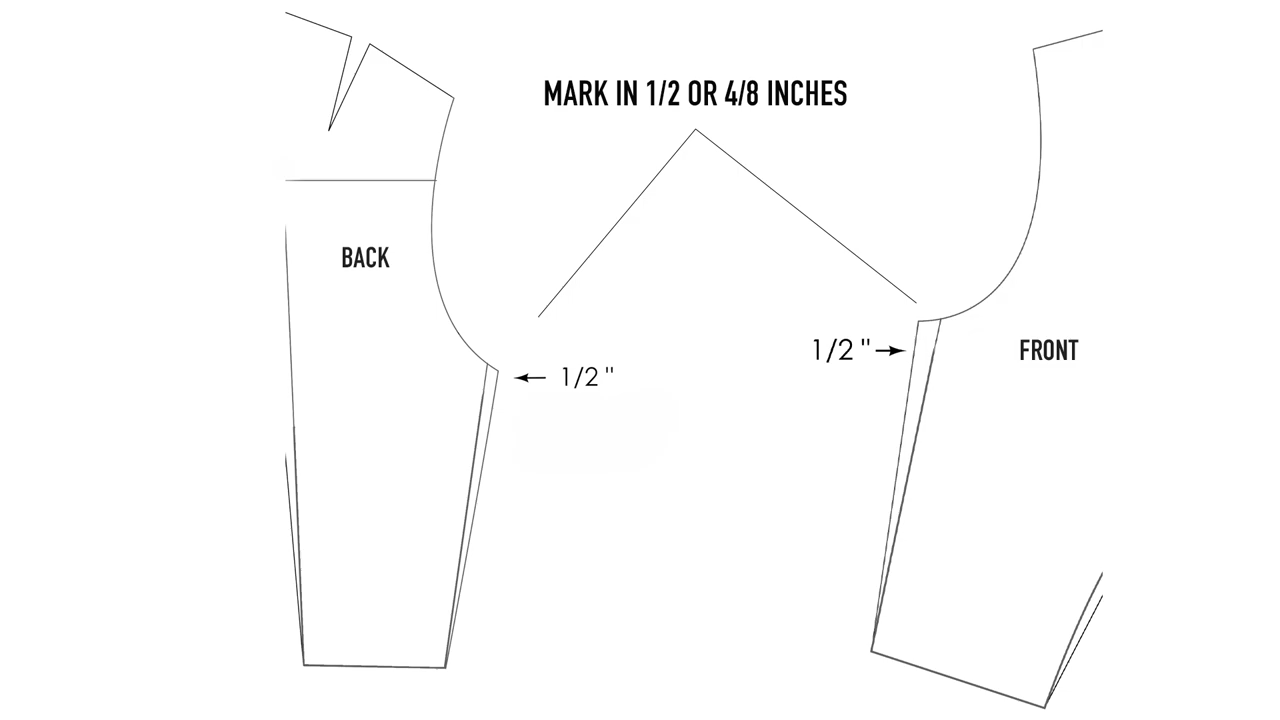 MARK IN 1/2 OR 4/8 INCHES
BACK
1/2 "
FRONT
1/2 "